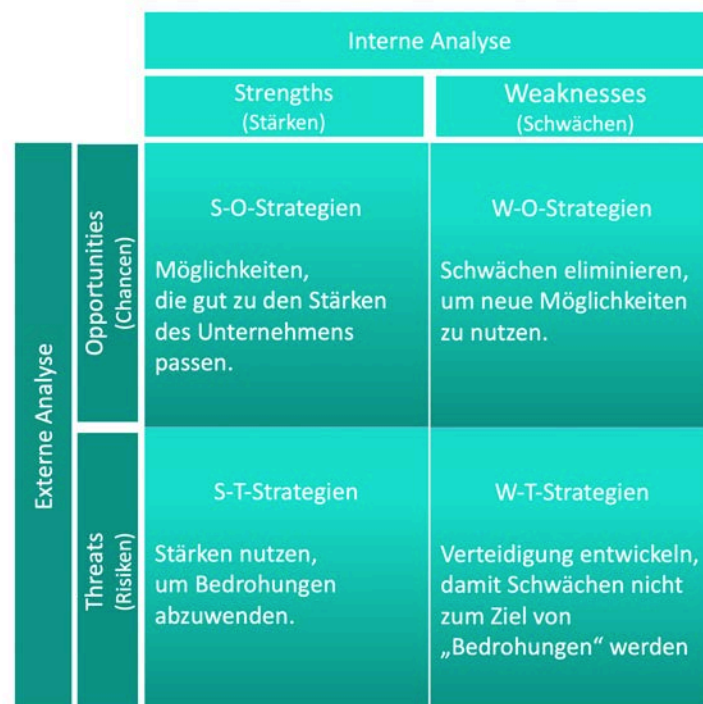 Interne Analyse
Strengths
(Stärken)
Weaknesses
(Schwächen)
Externe Analyse
Opportunities
(Chancen)
S-O-Strategien
Möglichkeiten,
die gut zu den Stärken
des Unternehmens
passen.
W-O-Strategien
Schwächen eliminieren,
um neue Möglichkeiten
zu nutzen.
Threats
(Risiken)
S-T-Strategien
Stärken nutzen,
um Bedrohungen
abzuwenden.
W-T-Strategien
Verteidigung entwickeln,
damit Schwächen nicht
zum Ziel von
„Bedrohungen“ werden